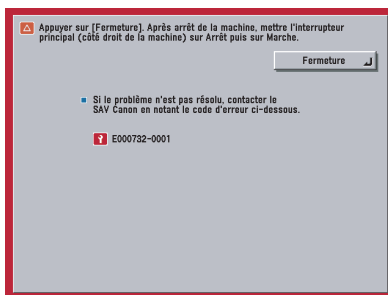 Appuyer sur [Fermeture]. Après arrêt de la machine, mettre l'interrupteur
principal (côté droit de la machine) sur Arrêt puis sur Marche.
Fermeture
Si le problème n'est pas résolu, contacter le
SAV Canon en notant le code d'erreur ci-dessous.
E000732-0001